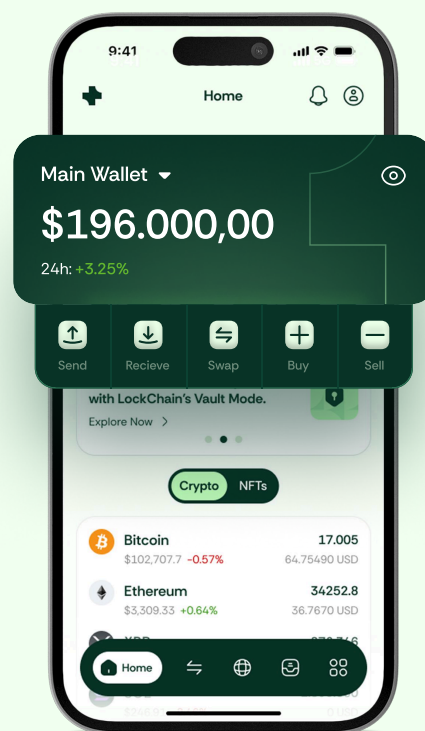 9:41
Home
Main Wallet
$196.000,00
24h: +3.25%
Send Recieve Swap Buy Sell
with LockChain's Vault Mode.
Explore Now
Crypto NFTs
Bitcoin 17.005
$102,707.7 -0.57% 64.75490 USD
Ethereum 34252.8
$3,309.33 +0.64% 36.7670 USD
Home